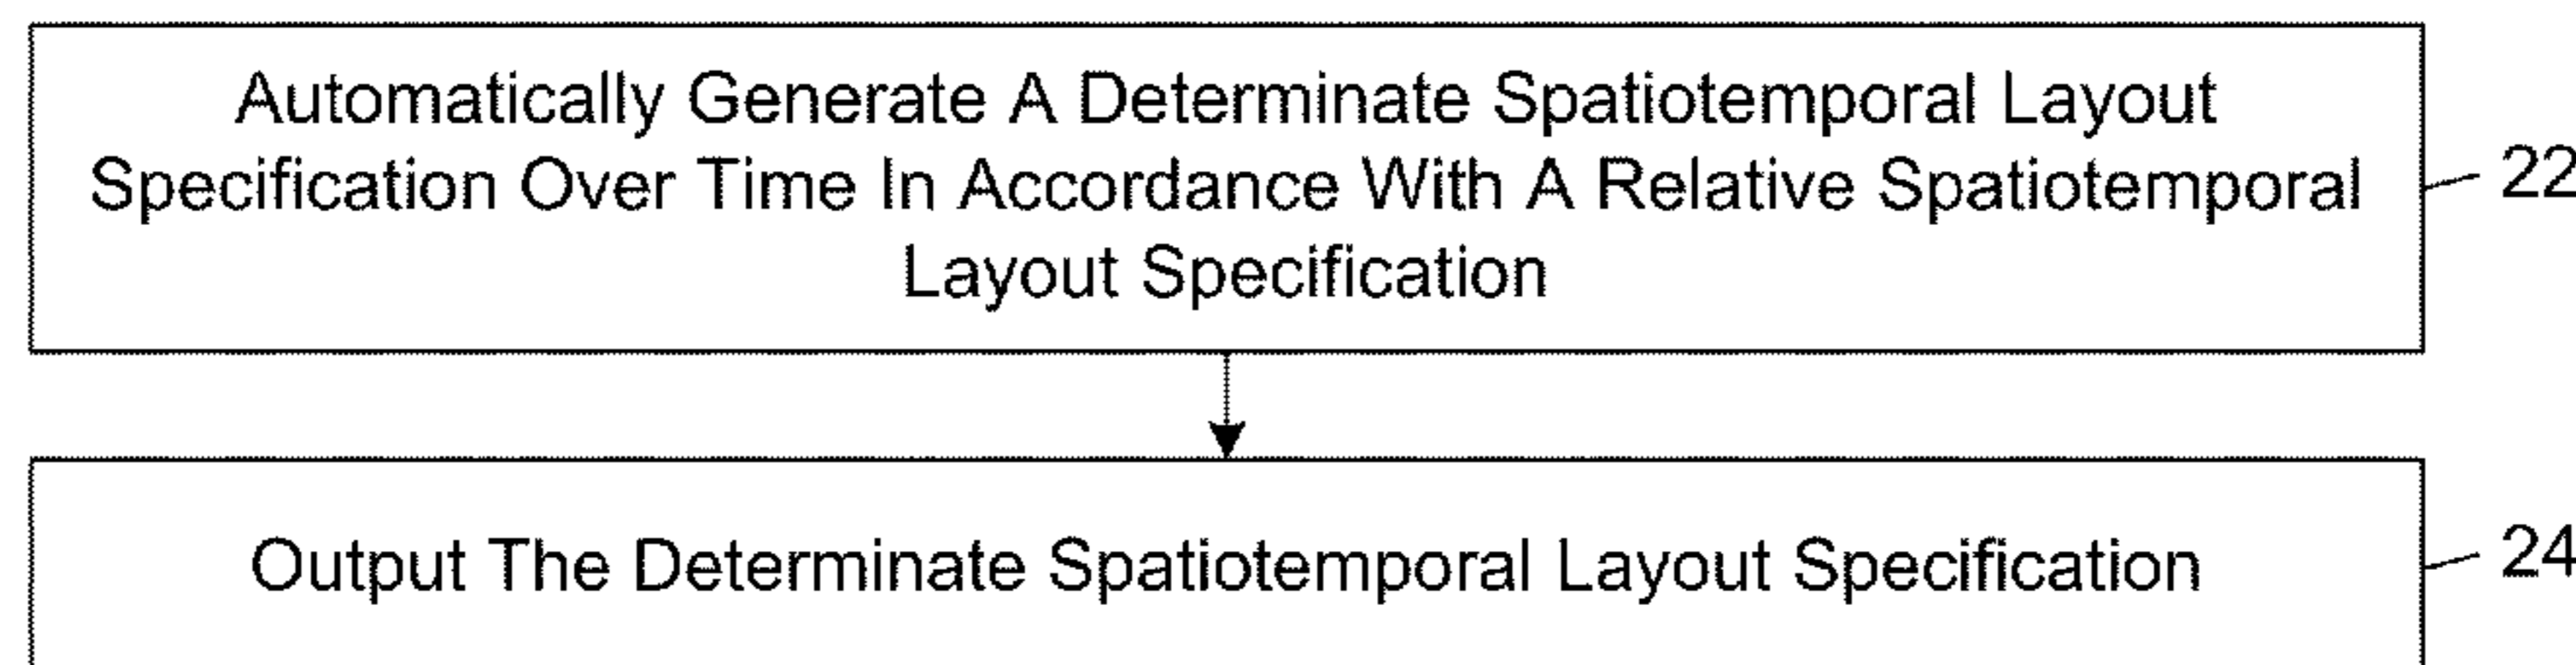 Automatically Generate A Determinate Spatiotemporal Layout
Specification Over Time In Accordance With A Relative Spatiotemporal
Layout Specification
22
Output The Determinate Spatiotemporal Layout Specification
24